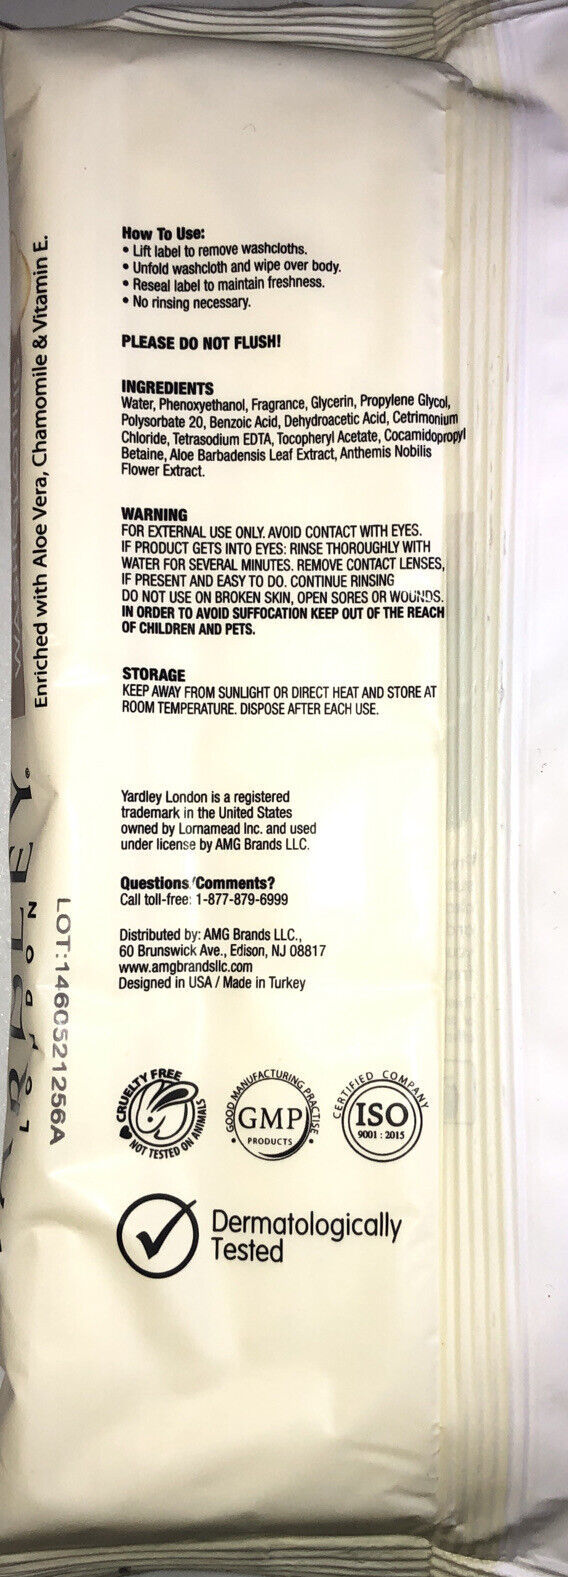 How To Use:
• Lift label to remove washcloths.
• Unfold washcloth and wipe over body.
• Reseal label to maintain freshness.
• No rinsing necessary.
PLEASE DO NOT FLUSH!
INGREDIENTS
Water, Phenoxyethanol, Fragrance, Glycerin, Propylene Glycol,
Polysorbate 20, Benzoic Acid, Dehydroacetic Acid, Cetrimonium
Chloride, Tetrasodium EDTA, Tocopheryl Acetate, Cocamidopropyl
Betaine, Aloe Barbadensis Leaf Extract, Anthemis Nobilis
Flower Extract.
WARNING
FOR EXTERNAL USE ONLY. AVOID CONTACT WITH EYES.
IF PRODUCT GETS INTO EYES: RINSE THOROUGHLY WITH
WATER FOR SEVERAL MINUTES. REMOVE CONTACT LENSES,
IF PRESENT AND EASY TO DO. CONTINUE RINSING
DO NOT USE ON BROKEN SKIN, OPEN SORES OR WOUNDS.
IN ORDER TO AVOID SUFFOCATION KEEP OUT OF THE REACH
OF CHILDREN AND PETS.
STORAGE
KEEP AWAY FROM SUNLIGHT OR DIRECT HEAT AND STORE AT
ROOM TEMPERATURE. DISPOSE AFTER EACH USE.
Yardley London is a registered
trademark in the United States
owned by Lornamead Inc. and used
under license by AMG Brands LLC.
Questions/Comments?
Call toll-free: 1-877-879-6999
Distributed by: AMG Brands LLC.,
60 Brunswick Ave., Edison, NJ 08817
www.amgbrandsllc.com
Designed in USA / Made in Turkey
CRUELTY FREE
NOT TESTED ON ANIMALS
GOOD MANUFACTURING PRACTISE
GMP
PRODUCTS
CERTIFIED COMPANY
ISO
9001 : 2015
Dermatologically
Tested
Enriched with Aloe Vera, Chamomile & Vitamin E.
YARDLEY®
LONDON
LOT:1460521256A